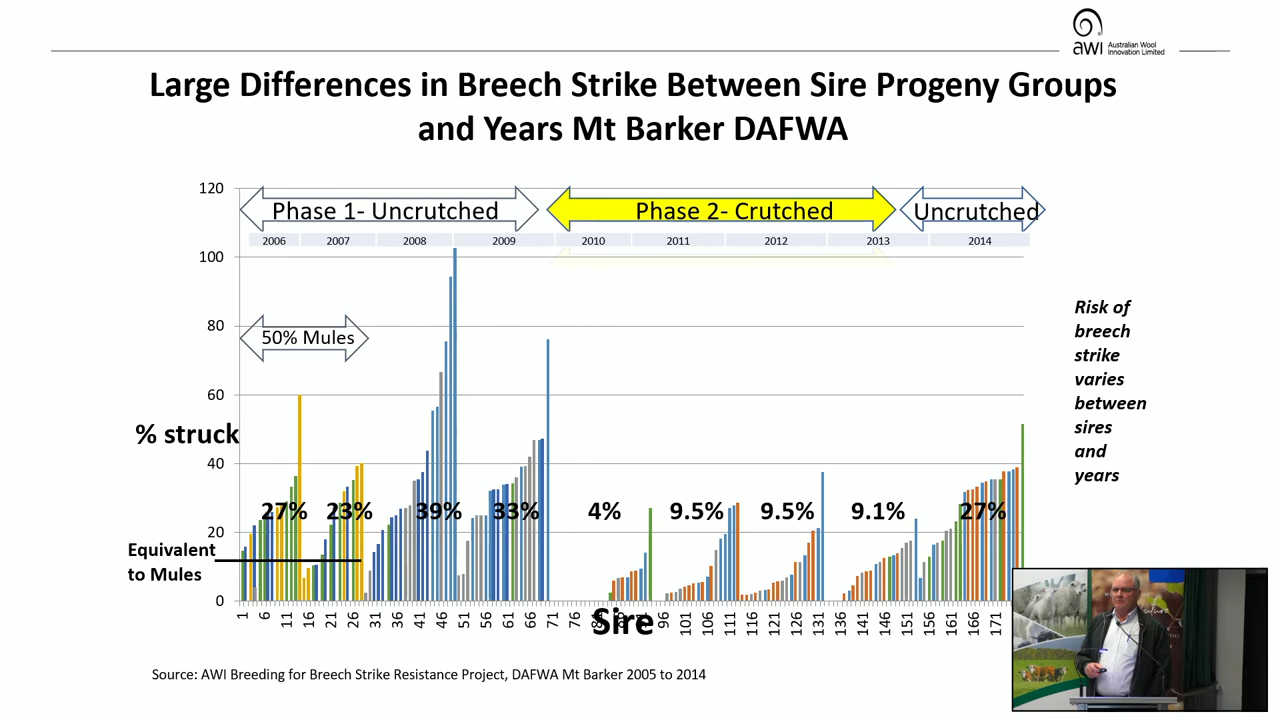 awi Australian Wool
Innovation Limited
Large Differences in Breech Strike Between Sire Progeny Groups
and Years Mt Barker DAFWA
120
Phase 1- Uncrutched
Phase 2- Crutched
Uncrutched
2006 2007 2008 2009 2010 2011 2012 2013 2014
100
50% Mules
80
60
% struck
40
27% 23% 39% 33% 4% 9.5% 9.5% 9.1% 27%
20
Equivalent
to Mules
0
1 6 11 16 21 26 31 36 41 46 51 56 61 66 71 76 96 101 106 111 116 121 126 131 136 141 146 151 156 161 166 171
Sire
Risk of
breech
strike
varies
between
sires
and
years
Source: AWI Breeding for Breech Strike Resistance Project, DAFWA Mt Barker 2005 to 2014